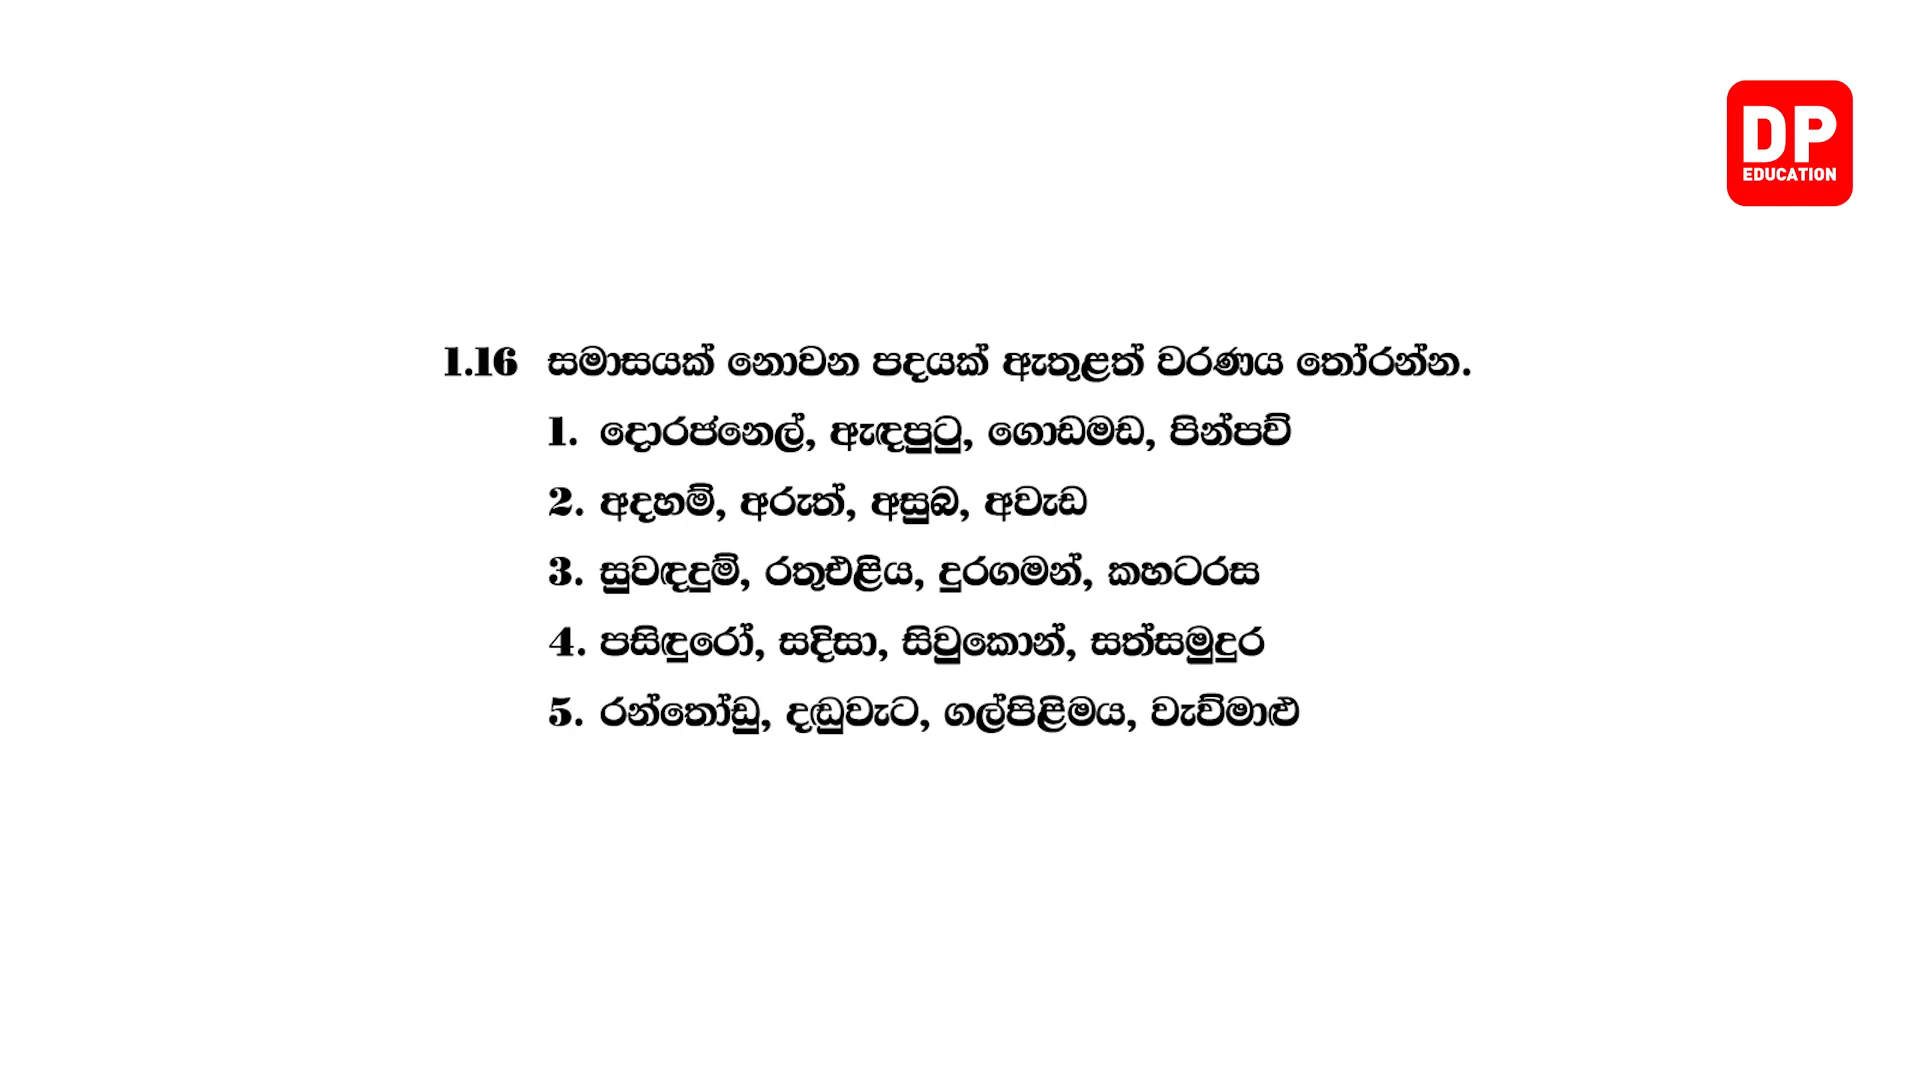 DP
EDUCATION
1.16 සමාසයක් නොවන පදයක් ඇතුළත් වරණය තෝරන්න.
1. දොරජනෙල්, ඇඳපුටු, ගොඩමඩ, පින්පව්
2. අදහම්, අරුත්, අසුබ, අවැඩ
3. සුවඳදුම්, රතුඑළිය, දුරගමන්, කහටරස
4. පසිඳුරෝ, සදිසා, සිවුකොන්, සත්සමුදුර
5. රන්තෝඩු, දඬුවැට, ගල්පිළිමය, වැව්මාළු